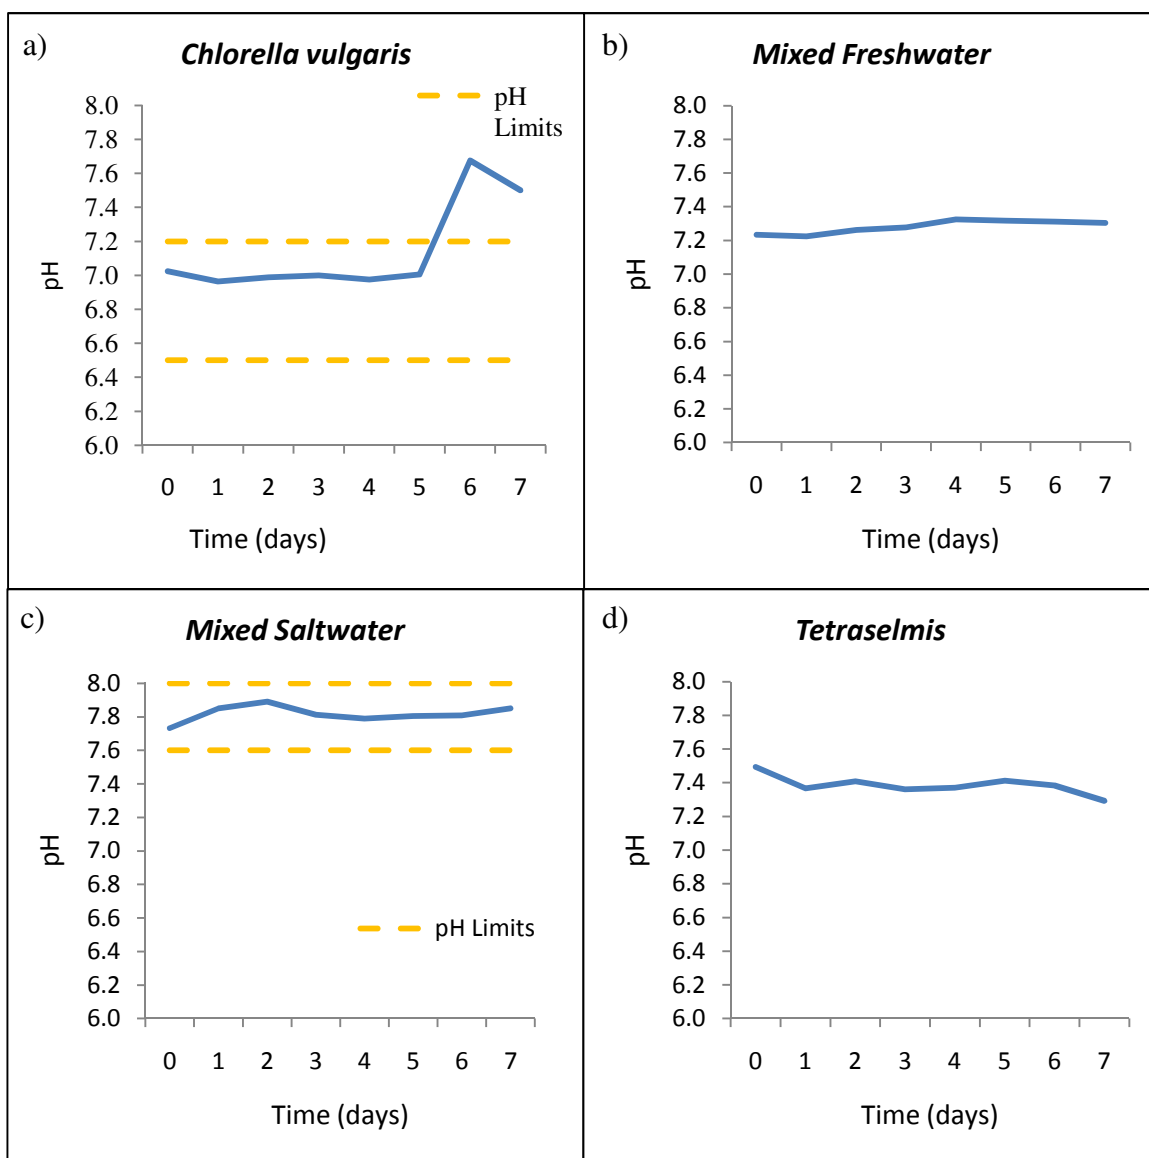 a)
Chlorella vulgaris
pH
Limits
8.0
7.8
7.6
7.4
7.2
7.0
6.8
6.6
6.4
6.2
6.0
pH
0 1 2 3 4 5 6 7
Time (days)
b)
Mixed Freshwater
8.0
7.8
7.6
7.4
7.2
7.0
6.8
6.6
6.4
6.2
6.0
pH
0 1 2 3 4 5 6 7
Time (days)
c)
Mixed Saltwater
8.0
7.8
7.6
7.4
7.2
7.0
6.8
6.6
6.4
6.2
6.0
pH
pH Limits
0 1 2 3 4 5 6 7
Time (days)
d)
Tetraselmis
8.0
7.8
7.6
7.4
7.2
7.0
6.8
6.6
6.4
6.2
6.0
pH
0 1 2 3 4 5 6 7
Time (days)